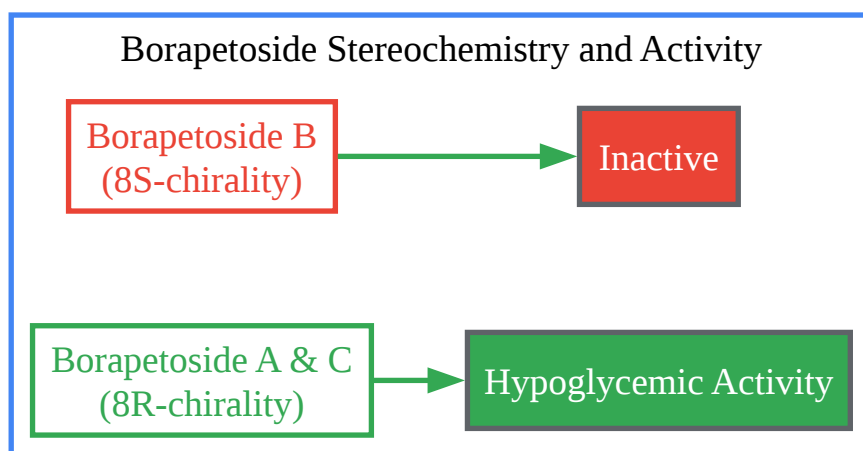 Borapetoside Stereochemistry and Activity
Borapetoside B
(8S-chirality)
Inactive
Borapetoside A & C
(8R-chirality)
Hypoglycemic Activity